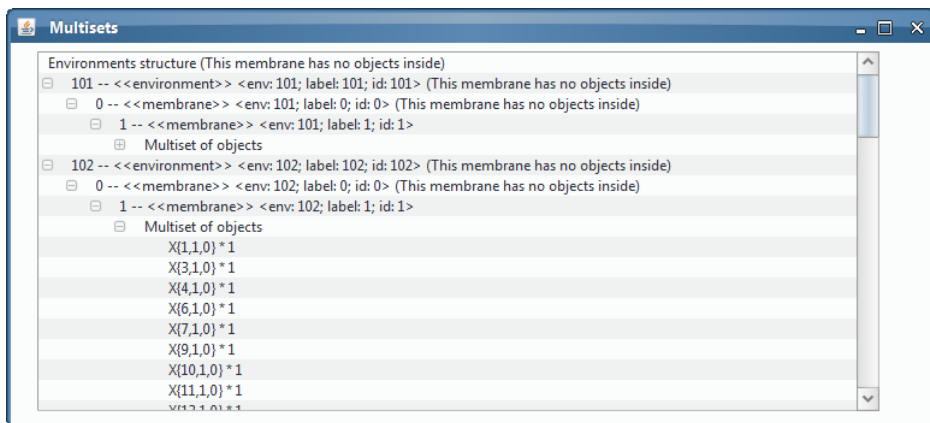 Multisets
Environments structure (This membrane has no objects inside)
101 -- <<environment>> <env: 101; label: 101; id: 101> (This membrane has no objects inside)
0 -- <<membrane>> <env: 101; label: 0; id: 0> (This membrane has no objects inside)
1 -- <<membrane>> <env: 101; label: 1; id: 1>
Multiset of objects
102 -- <<environment>> <env: 102; label: 102; id: 102> (This membrane has no objects inside)
0 -- <<membrane>> <env: 102; label: 0; id: 0> (This membrane has no objects inside)
1 -- <<membrane>> <env: 102; label: 1; id: 1>
Multiset of objects
X{1,1,0} * 1
X{3,1,0} * 1
X{4,1,0} * 1
X{6,1,0} * 1
X{7,1,0} * 1
X{9,1,0} * 1
X{10,1,0} * 1
X{11,1,0} * 1